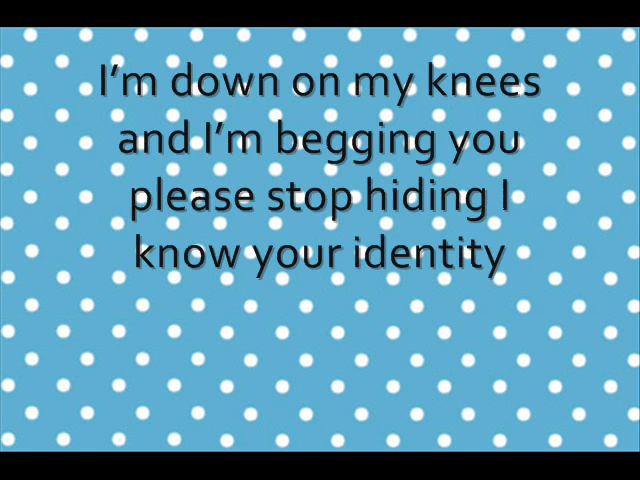 I’m down on my knees
and I’m begging you
please stop hiding I
know your identity